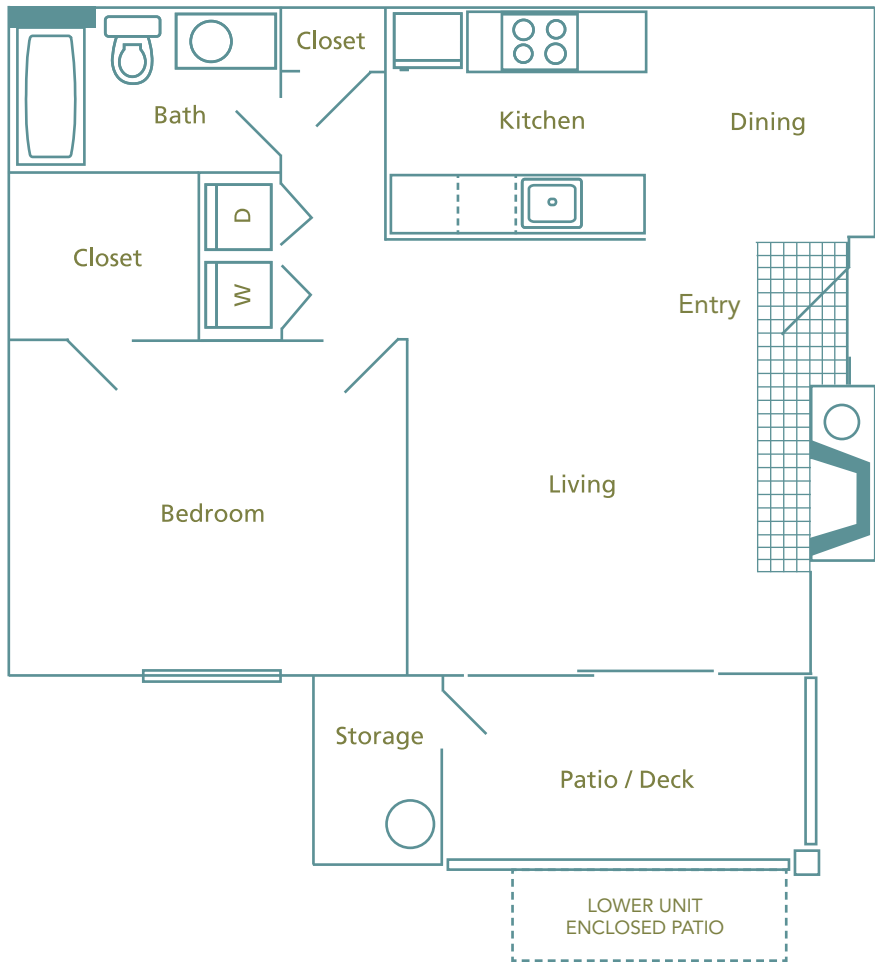 Closet
Bath
Kitchen
Dining
D
Closet
W
Entry
Living
Bedroom
Storage
Patio / Deck
LOWER UNIT
ENCLOSED PATIO